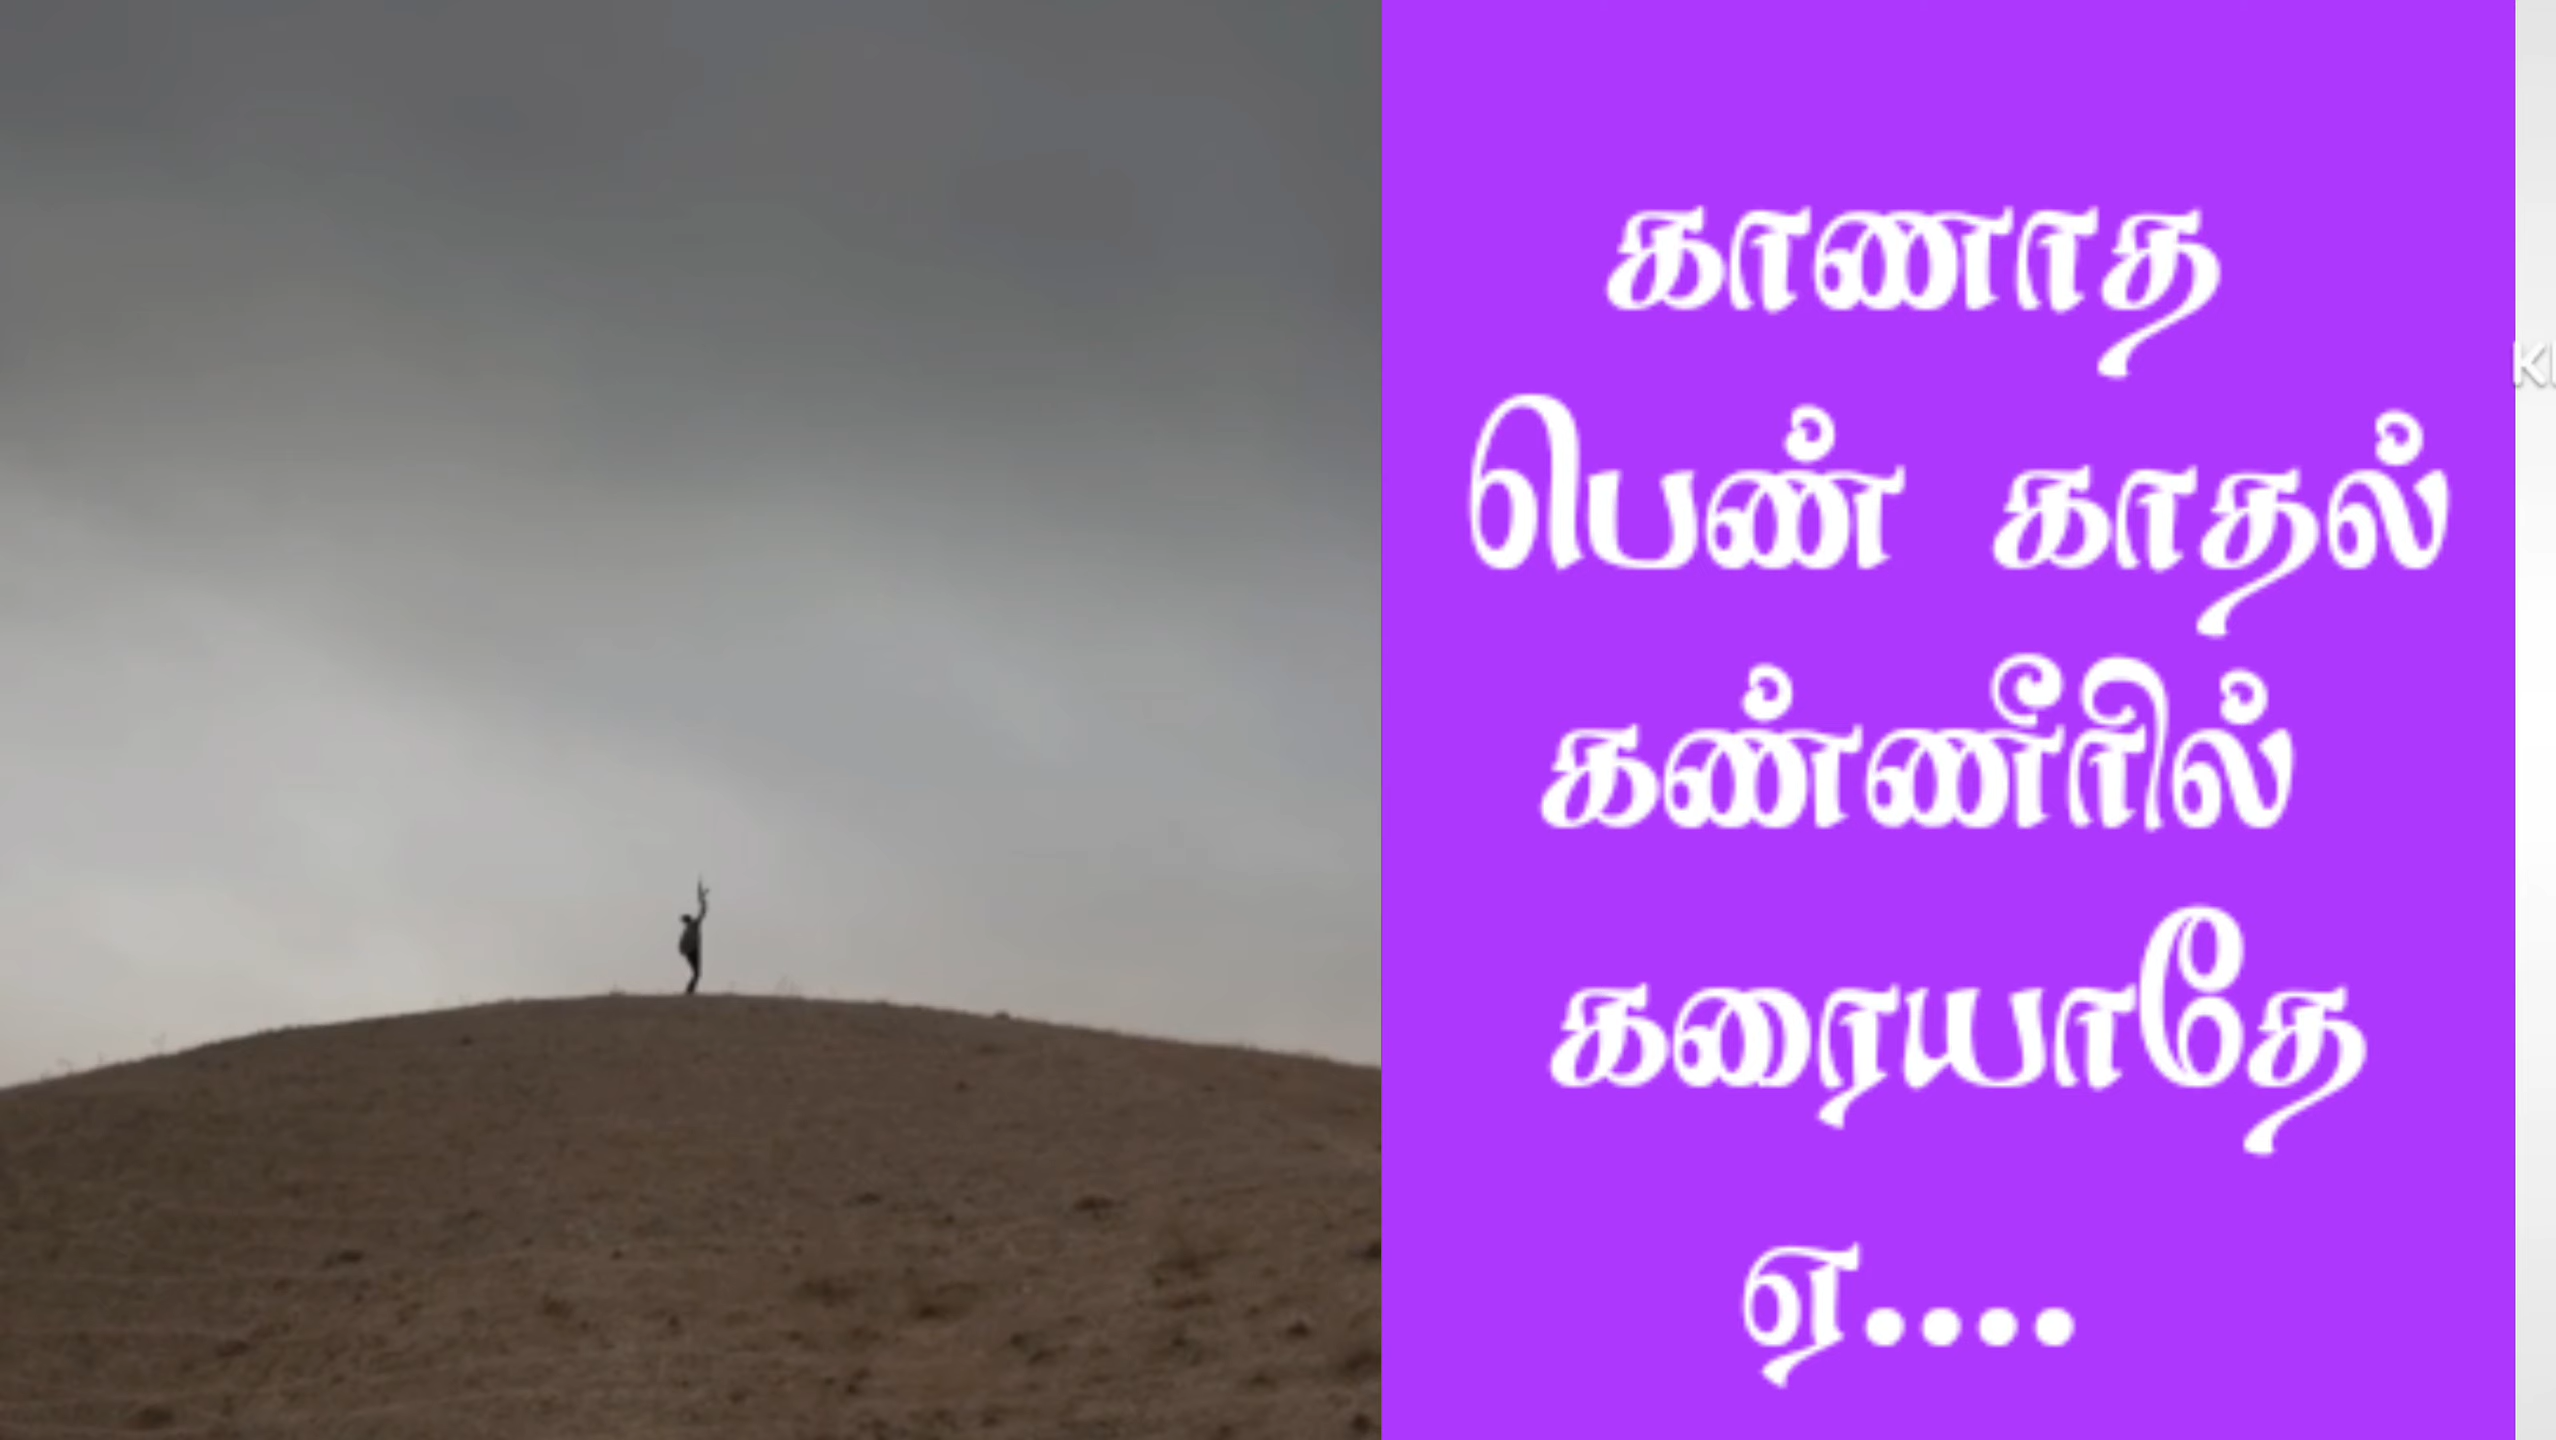 காணாத
பெண் காதல்
கண்ணீரில்
கரையாதே
ஏ....